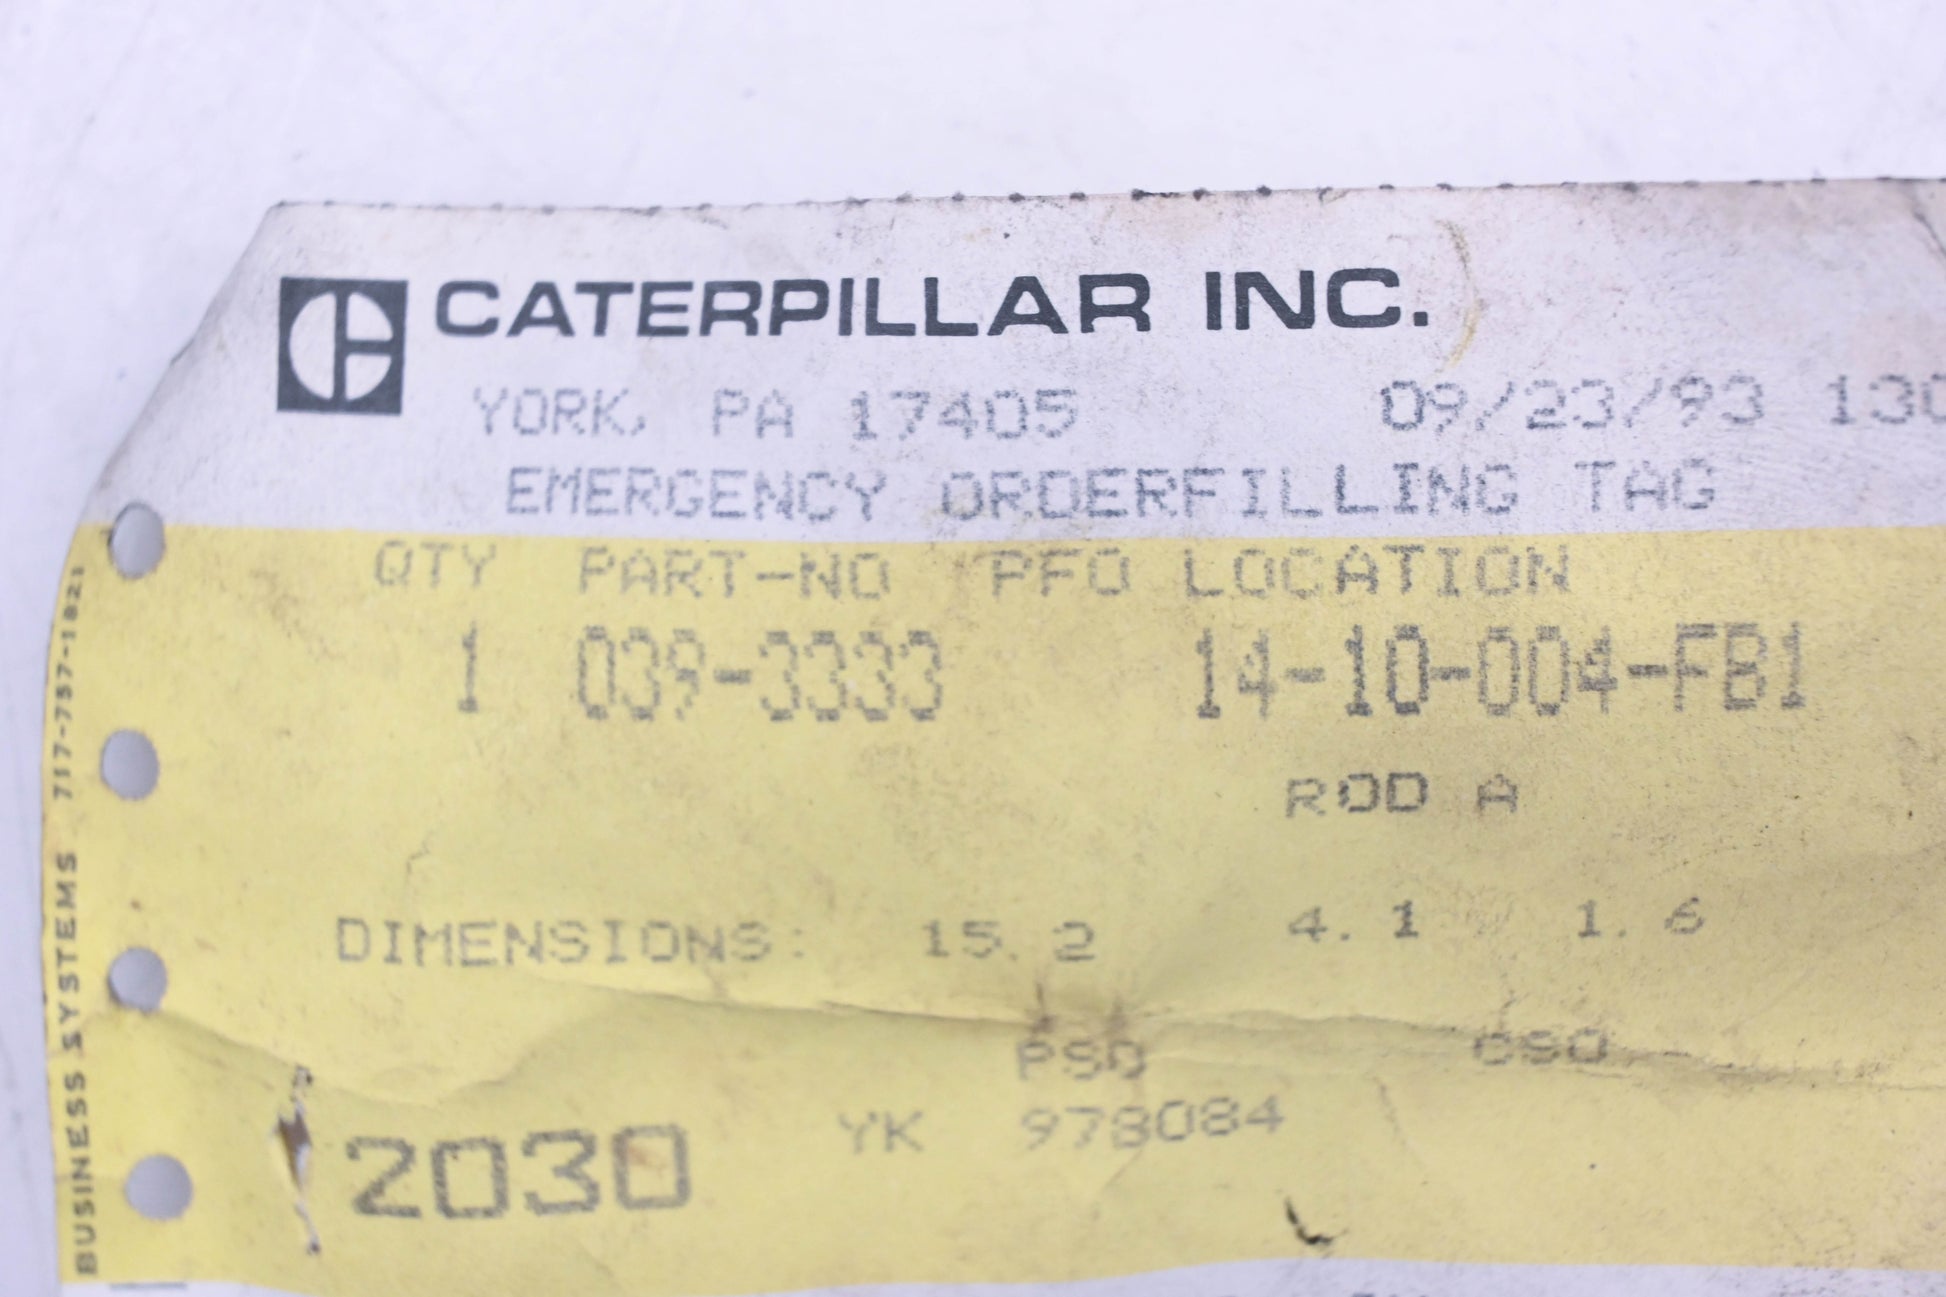 CATERPILLAR INC.
YORK, PA 17405 09/23/93 130
EMERGENCY ORDERFILLING TAG
QTY PART-NO PFO LOCATION
1 039-3333 14-10-004-FB1
ROD A
DIMENSIONS: 15.2 4.1 1.6
PSO CSO
2030 YK 978084
BUSINESS SYSTEMS 717-757-1821